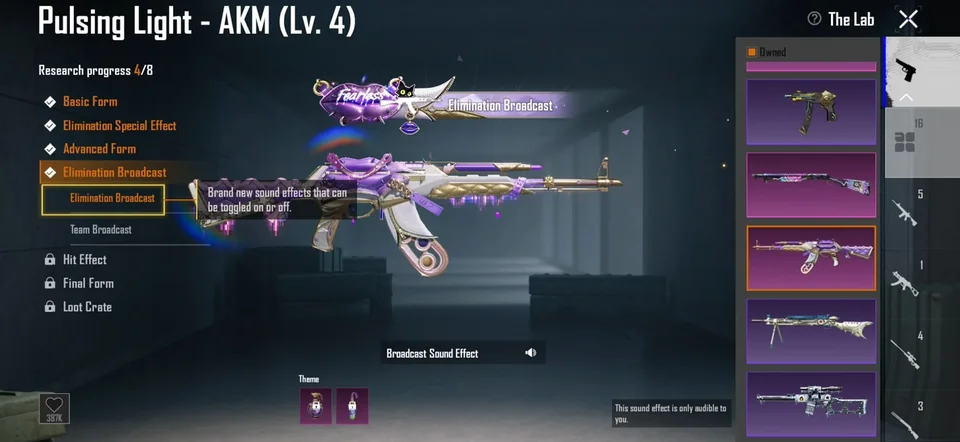 Pulsing Light - AKM (Lv. 4)
The Lab
Research progress 4/8
Owned
Basic Form
Elimination Special Effect
Advanced Form
Elimination Broadcast
Elimination Broadcast
Team Broadcast
Hit Effect
Final Form
Loot Crate
Fearless
Elimination Broadcast
Brand new sound effects that can
be toggled on or off.
Broadcast Sound Effect
Theme
387K
This sound effect is only audible to
you.
16
5
1
4
3